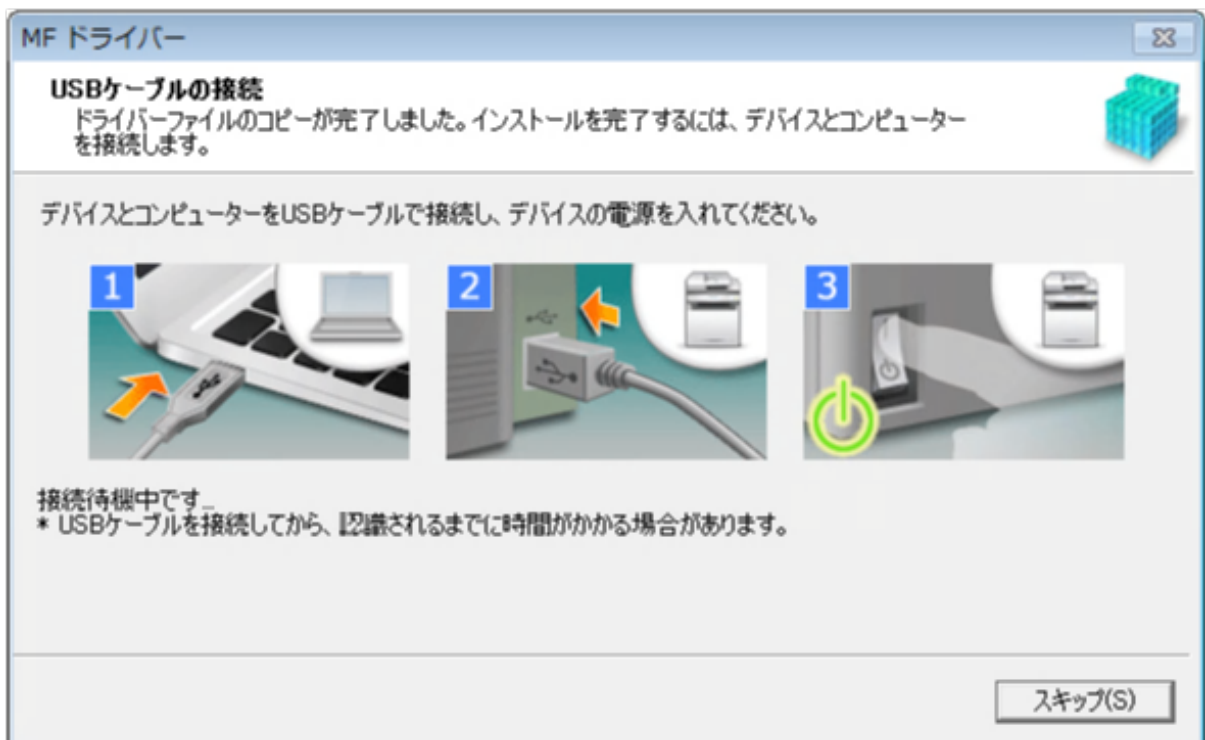 MF ドライバー
USBケーブルの接続
ドライバーファイルのコピーが完了しました。インストールを完了するには、デバイスとコンピューター
を接続します。
デバイスとコンピューターをUSBケーブルで接続し、デバイスの電源を入れてください。
1
2
3
接続待機中です...
* USBケーブルを接続してから、認識されるまでに時間がかかる場合があります。
スキップ(S)